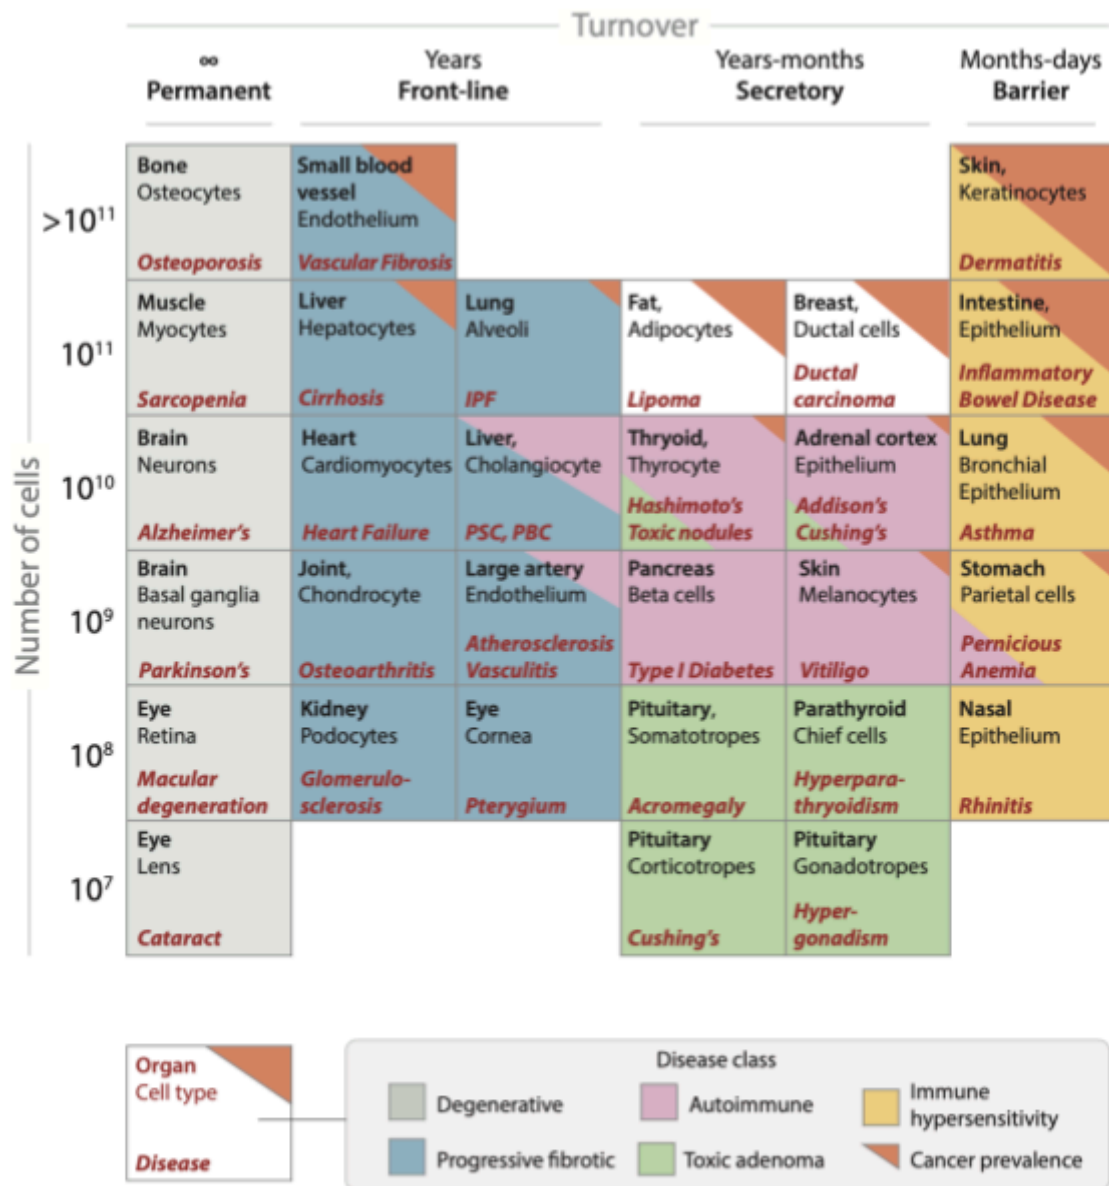 Turnover
∞
Permanent
Years
Front-line
Years-months
Secretory
Months-days
Barrier
Number of cells
>10¹¹
Bone
Osteocytes
Osteoporosis
Small blood
vessel
Endothelium
Vascular Fibrosis
Skin,
Keratinocytes
Dermatitis
10¹¹
Muscle
Myocytes
Sarcopenia
Liver
Hepatocytes
Cirrhosis
Lung
Alveoli
IPF
Fat,
Adipocytes
Lipoma
Breast,
Ductal cells
Ductal
carcinoma
Intestine,
Epithelium
Inflammatory
Bowel Disease
10¹⁰
Brain
Neurons
Alzheimer's
Heart
Cardiomyocytes
Heart Failure
Liver,
Cholangiocyte
PSC, PBC
Thryoid,
Thyrocyte
Hashimoto's
Toxic nodules
Adrenal cortex
Epithelium
Addison's
Cushing's
Lung
Bronchial
Epithelium
Asthma
10⁹
Brain
Basal ganglia
neurons
Parkinson's
Joint,
Chondrocyte
Osteoarthritis
Large artery
Endothelium
Atherosclerosis
Vasculitis
Pancreas
Beta cells
Type I Diabetes
Skin
Melanocytes
Vitiligo
Stomach
Parietal cells
Pernicious
Anemia
10⁸
Eye
Retina
Macular
degeneration
Kidney
Podocytes
Glomerulo-
sclerosis
Eye
Cornea
Pterygium
Pituitary,
Somatotropes
Acromegaly
Parathyroid
Chief cells
Hyperpara-
thryoidism
Nasal
Epithelium
Rhinitis
10⁷
Eye
Lens
Cataract
Pituitary
Corticotropes
Cushing's
Pituitary
Gonadotropes
Hyper-
gonadism
Organ
Cell type
Disease
Disease class
Degenerative
Autoimmune
Immune
hypersensitivity
Progressive fibrotic
Toxic adenoma
Cancer prevalence